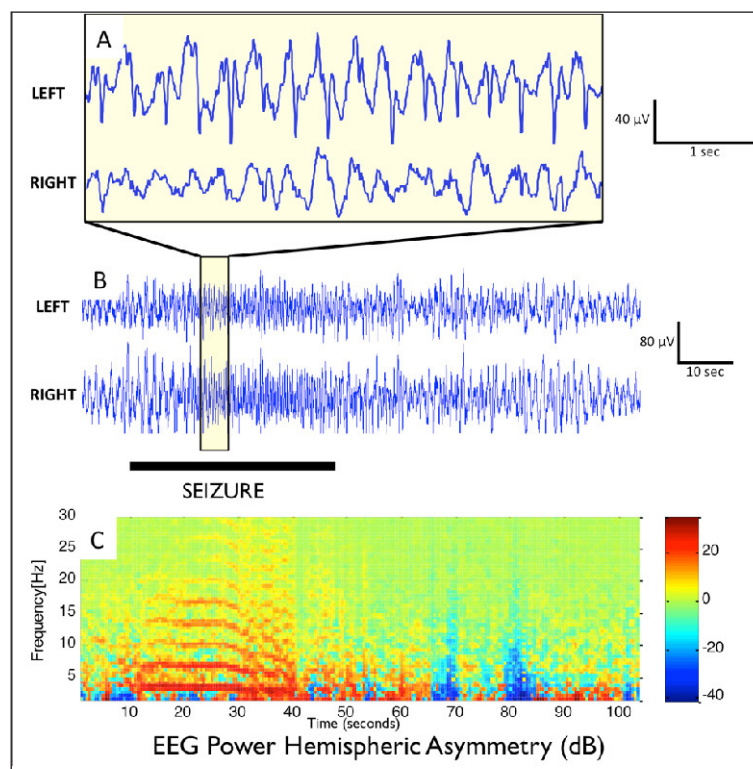 A
LEFT
40 µV
1 sec
RIGHT
B
LEFT
80 µV
RIGHT
10 sec
SEIZURE
C
30
25
20
15
10
5
Frequency[Hz]
20
0
-20
-40
10 20 30 40 50 60 70 80 90 100
Time (seconds)
EEG Power Hemispheric Asymmetry (dB)